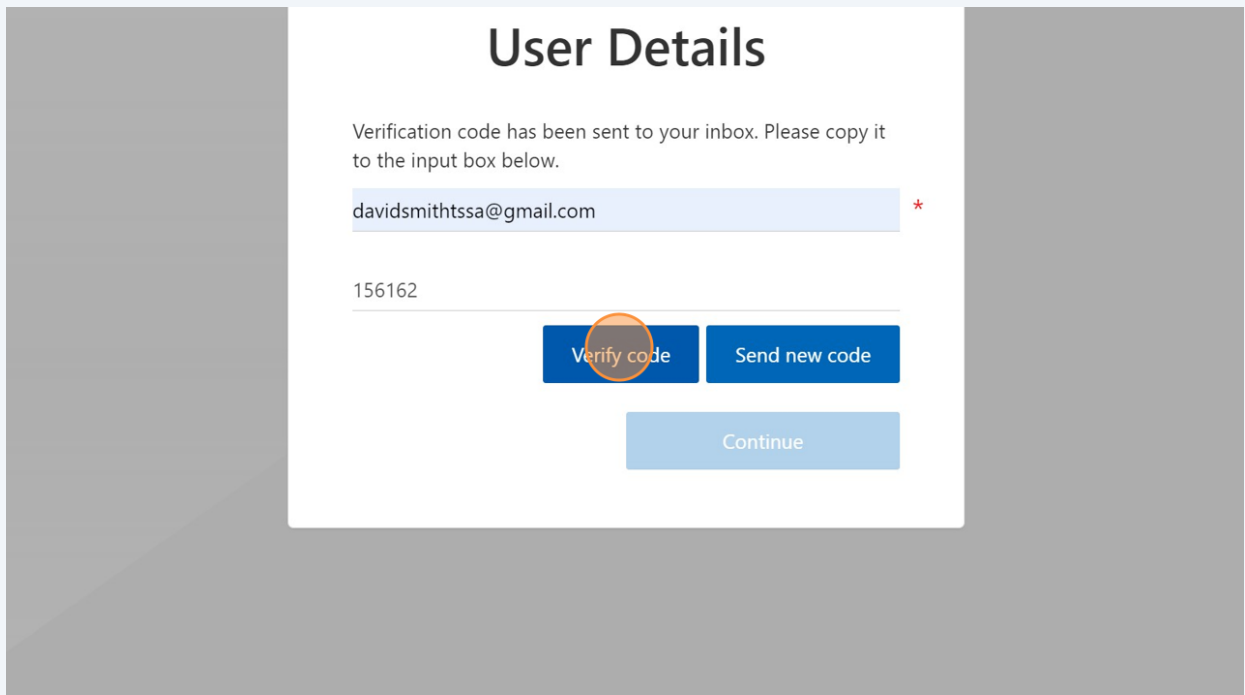 User Details
Verification code has been sent to your inbox. Please copy it
to the input box below.
davidsmithtssa@gmail.com *
156162
Verify code Send new code
Continue